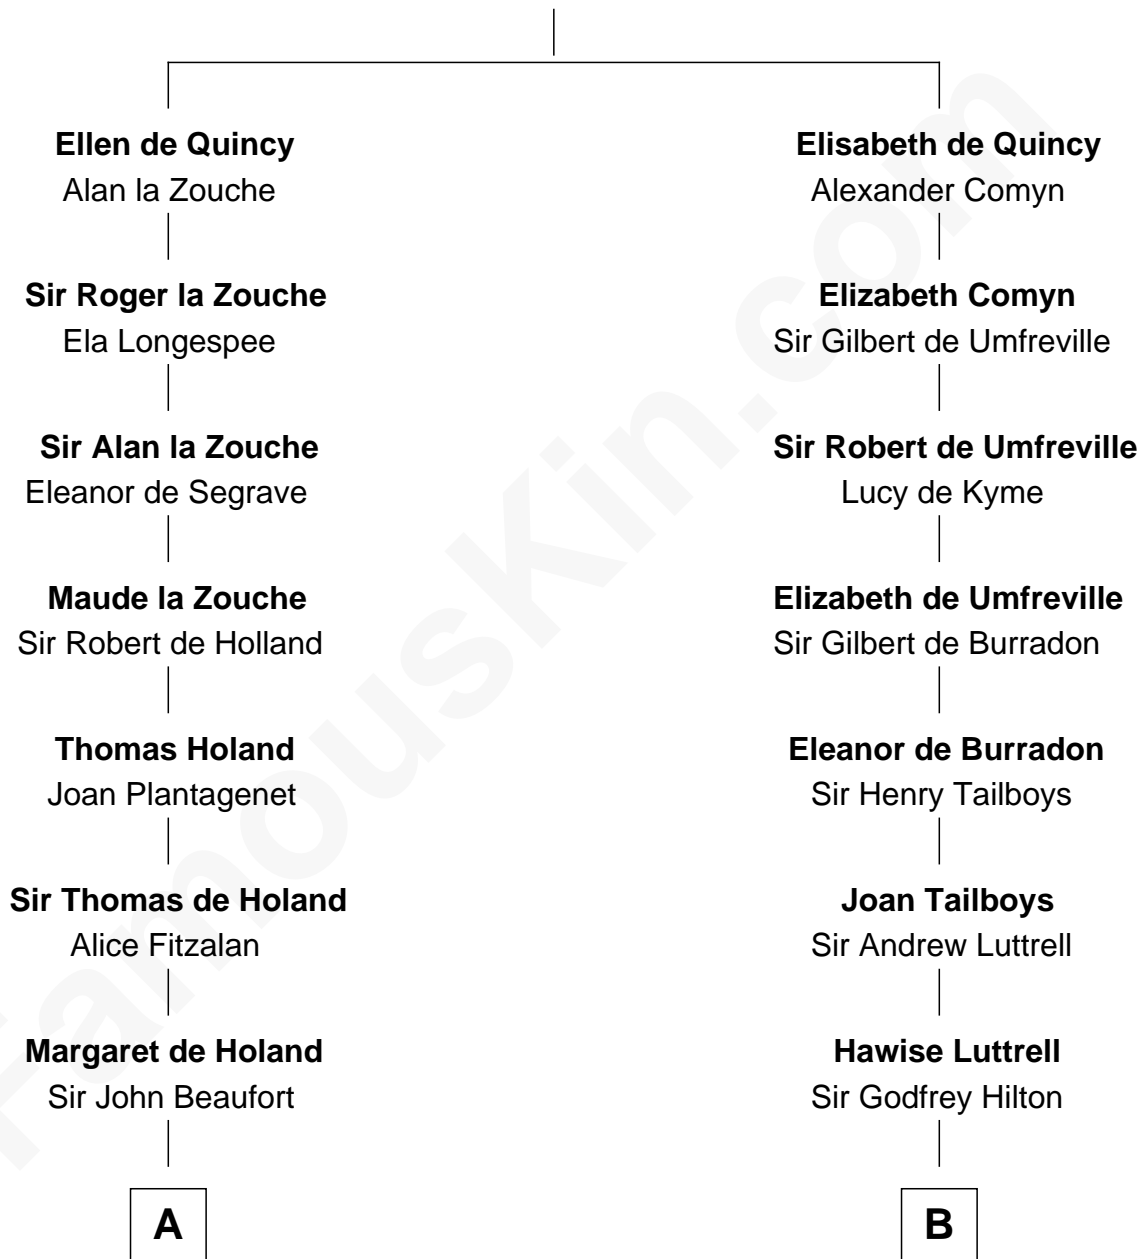 Ellen de Quincy
Alan la Zouche
Sir Roger la Zouche
Ela Longespee
Sir Alan la Zouche
Eleanor de Segrave
Maude la Zouche
Sir Robert de Holland
Thomas Holand
Joan Plantagenet
Sir Thomas de Holand
Alice Fitzalan
Margaret de Holand
Sir John Beaufort
A
Elisabeth de Quincy
Alexander Comyn
Elizabeth Comyn
Sir Gilbert de Umfreville
Sir Robert de Umfreville
Lucy de Kyme
Elizabeth de Umfreville
Sir Gilbert de Burradon
Eleanor de Burradon
Sir Henry Tailboys
Joan Tailboys
Sir Andrew Luttrell
Hawise Luttrell
Sir Godfrey Hilton
B
FamousKin.com